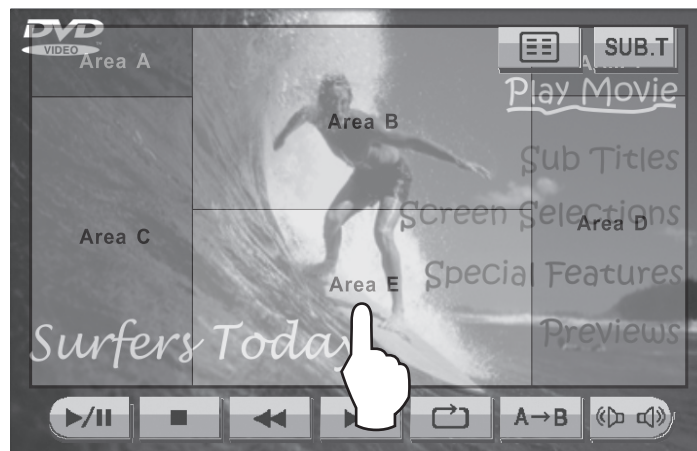 DVD
VIDEO
SUB.T
Area A
Play Movie
Area B
Sub Titles
Screen Selections
Area C
Area D
Area E
Special Features
Surfers Today
Previews
A→B